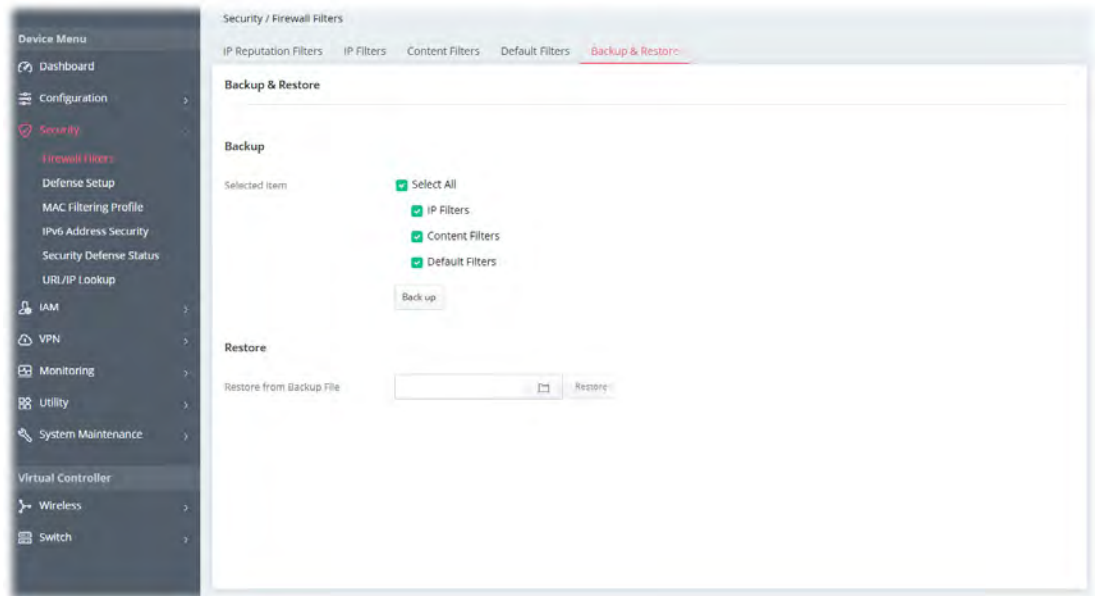 Security / Firewall Filters
Device Menu
IP Reputation Filters IP Filters Content Filters Default Filters Backup & Restore
Dashboard
Backup & Restore
Configuration
Security
Backup
Firewall Filters
Defense Setup
Selected Item
Select All
MAC Filtering Profile
IP Filters
IPv6 Address Security
Content Filters
Security Defense Status
Default Filters
URL/IP Lookup
Back up
IAM
VPN
Restore
Monitoring
Restore from Backup File
Restore
Utility
System Maintenance
Virtual Controller
Wireless
Switch